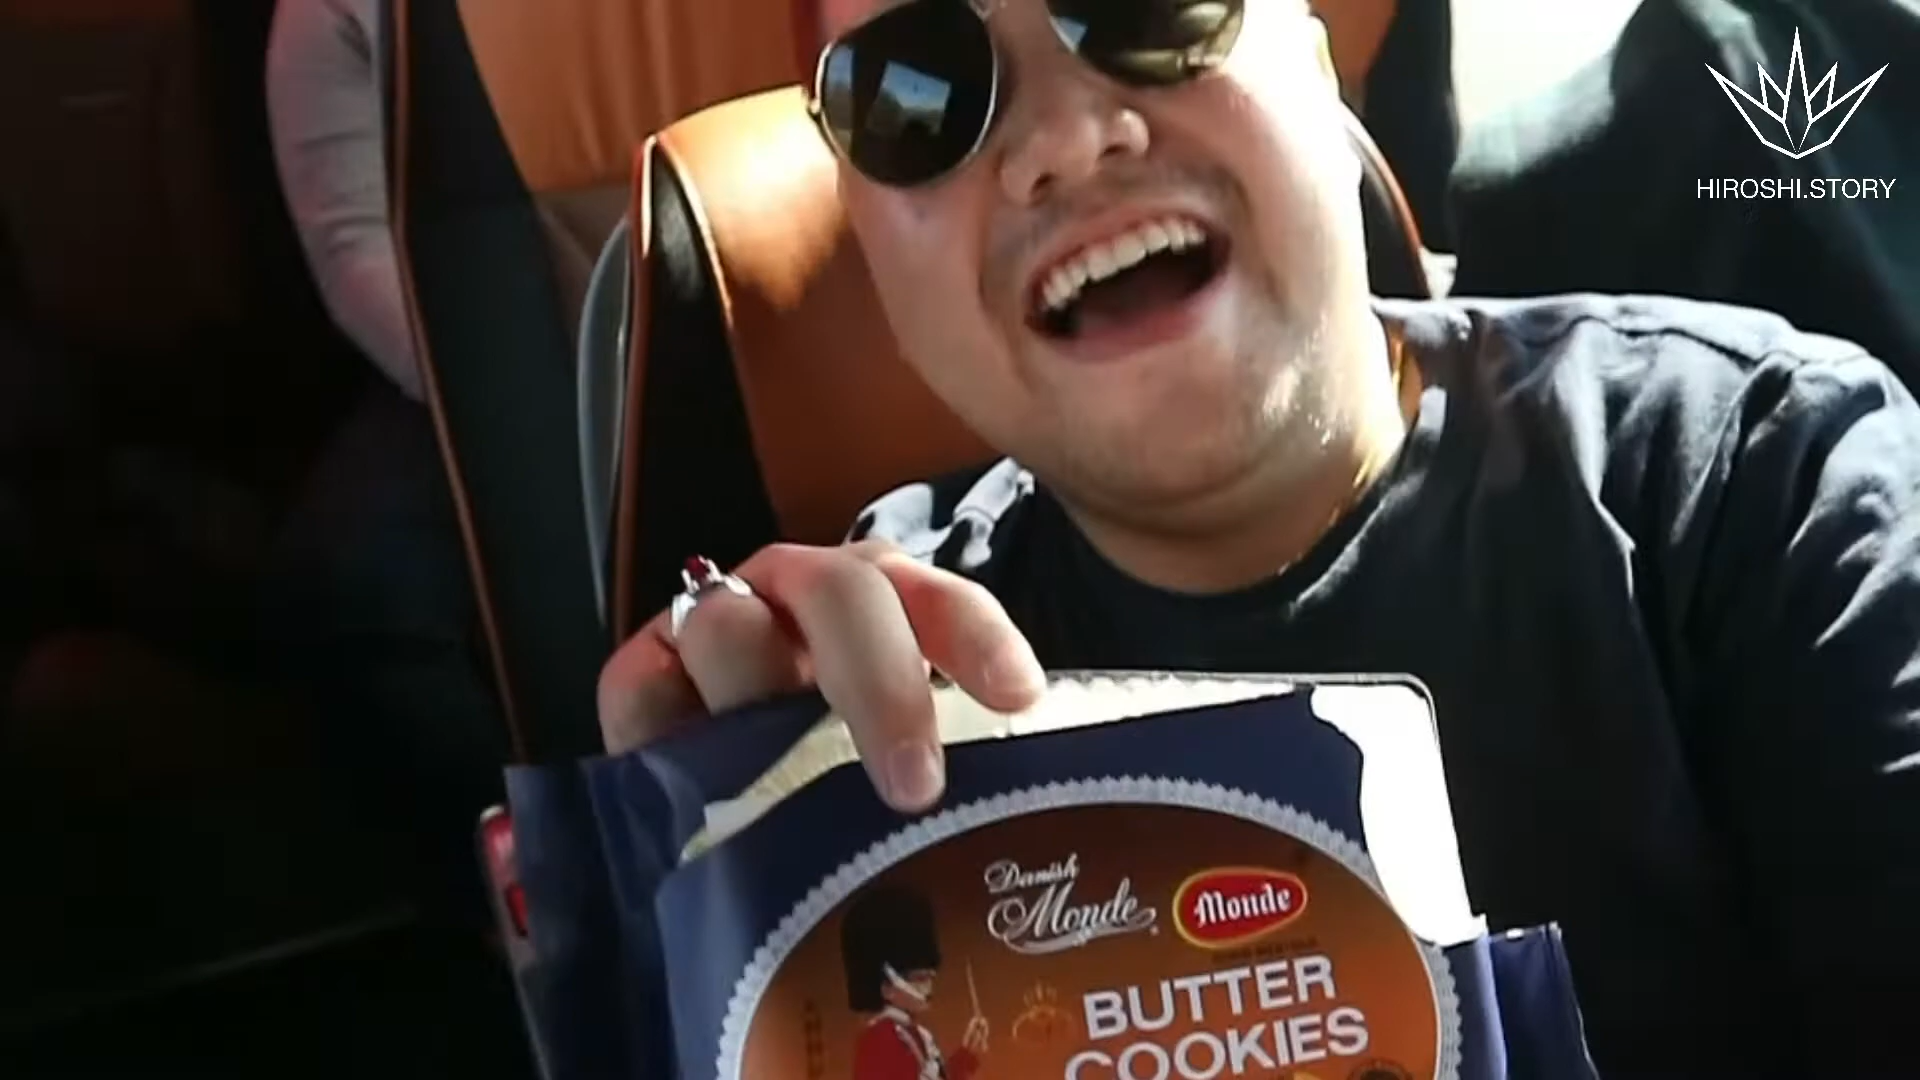 HIROSHI.STORY
Danish
Monde
Monde
BUTTER
COOKIES